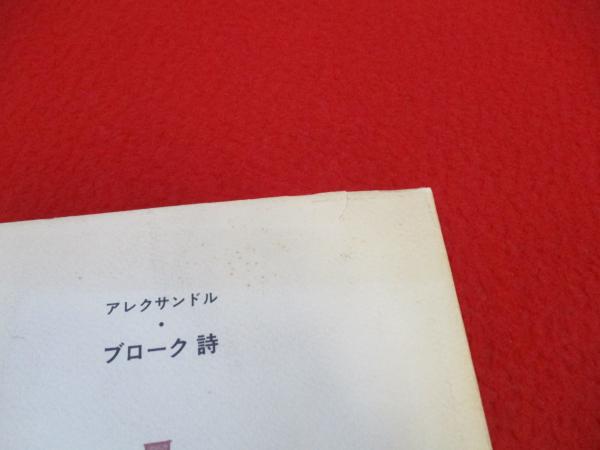 アレクサンドル
・
ブローク 詩